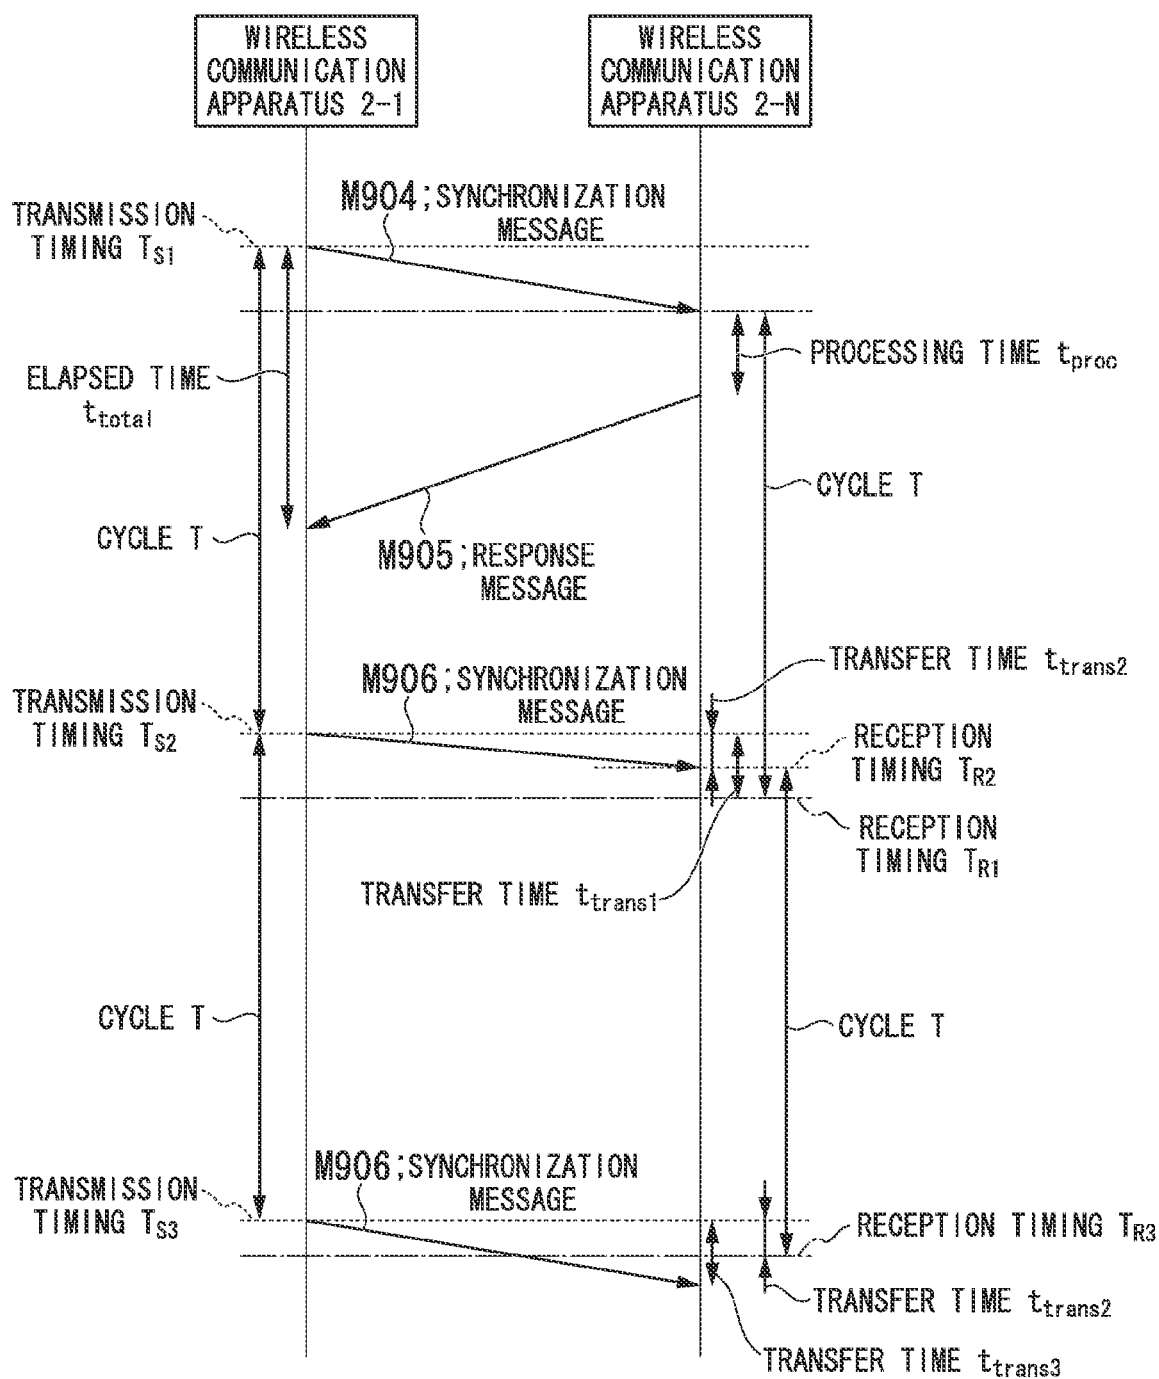 WIRELESS
COMMUNICATION
APPARATUS 2-1
WIRELESS
COMMUNICATION
APPARATUS 2-N
M904;SYNCHRONIZATION
MESSAGE
TRANSMISSION
TIMING TS1
PROCESSING TIME tproc
ELAPSED TIME
ttotal
CYCLE T
CYCLE T
M905;RESPONSE
MESSAGE
TRANSFER TIME ttrans2
M906;SYNCHRONIZATION
MESSAGE
TRANSMISSION
TIMING TS2
RECEPTION
TIMING TR2
RECEPTION
TIMING TR1
TRANSFER TIME ttrans1
CYCLE T
CYCLE T
M906;SYNCHRONIZATION
MESSAGE
TRANSMISSION
TIMING TS3
RECEPTION TIMING TR3
TRANSFER TIME ttrans2
TRANSFER TIME ttrans3